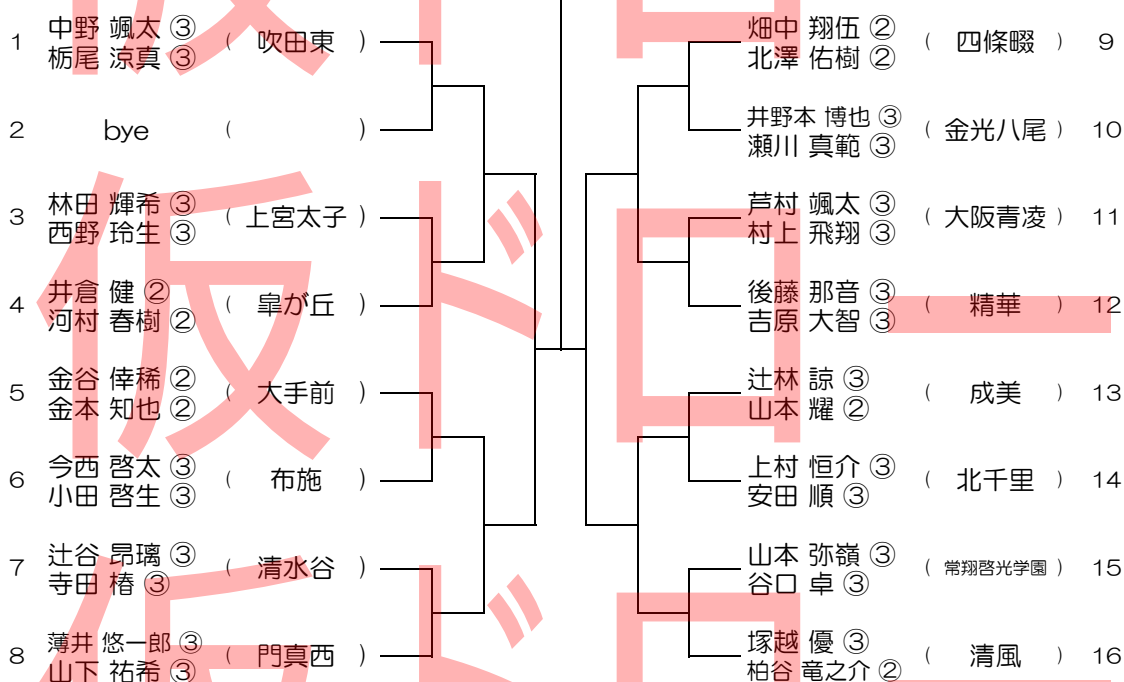 1 中野 颯太 ③ ( 吹田東 )
栃尾 涼真 ③
2 bye ( )
3 林田 輝希 ③ ( 上宮太子 )
西野 玲生 ③
4 井倉 健 ② ( 皐が丘 )
河村 春樹 ②
5 金谷 倖稀 ② ( 大手前 )
金本 知也 ②
6 今西 啓太 ③ ( 布施 )
小田 啓生 ③
7 辻谷 昂璃 ③ ( 清水谷 )
寺田 椿 ③
8 薄井 悠一郎 ③ ( 門真西 )
山下 祐希 ③
畑中 翔伍 ② ( 四條畷 ) 9
北澤 佑樹 ②
井野本 博也 ③ ( 金光八尾 ) 10
瀬川 真範 ③
芦村 颯太 ③ ( 大阪青凌 ) 11
村上 飛翔 ③
後藤 那音 ③ ( 精華 ) 12
吉原 大智 ③
辻林 諒 ③ ( 成美 ) 13
山本 耀 ②
上村 恒介 ③ ( 北千里 ) 14
安田 順 ③
山本 弥嶺 ③ ( 常翔啓光学園 ) 15
谷口 卓 ③
塚越 優 ③ ( 清風 ) 16
柏谷 竜之介 ②
仮ドロー